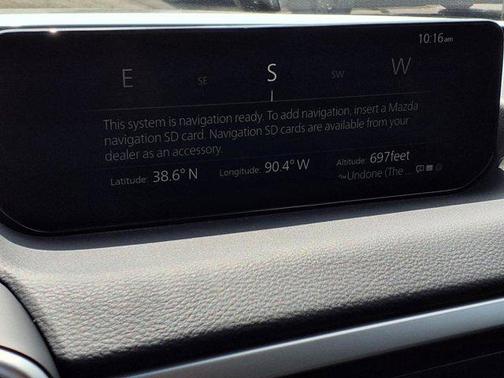 10:16am
E SE S SW W
This system is navigation ready. To add navigation, insert a Mazda
navigation SD card. Navigation SD cards are available from your
dealer as an accessory.
Latitude: 38.6° N Longitude: 90.4° W Altitude: 697feet
Undone (The ...